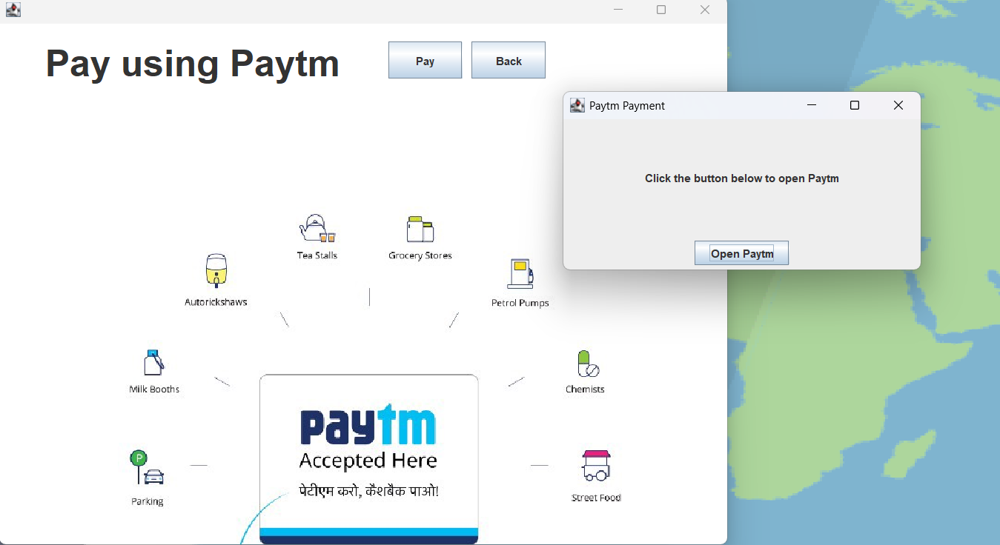 Pay using Paytm
Pay
Back
Paytm Payment
Click the button below to open Paytm
Open Paytm
Tea Stalls
Grocery Stores
Autorickshaws
Petrol Pumps
Milk Booths
Chemists
Parking
P
Street Food
paytm
Accepted Here
पेटीएम करो, कैशबैक पाओ!